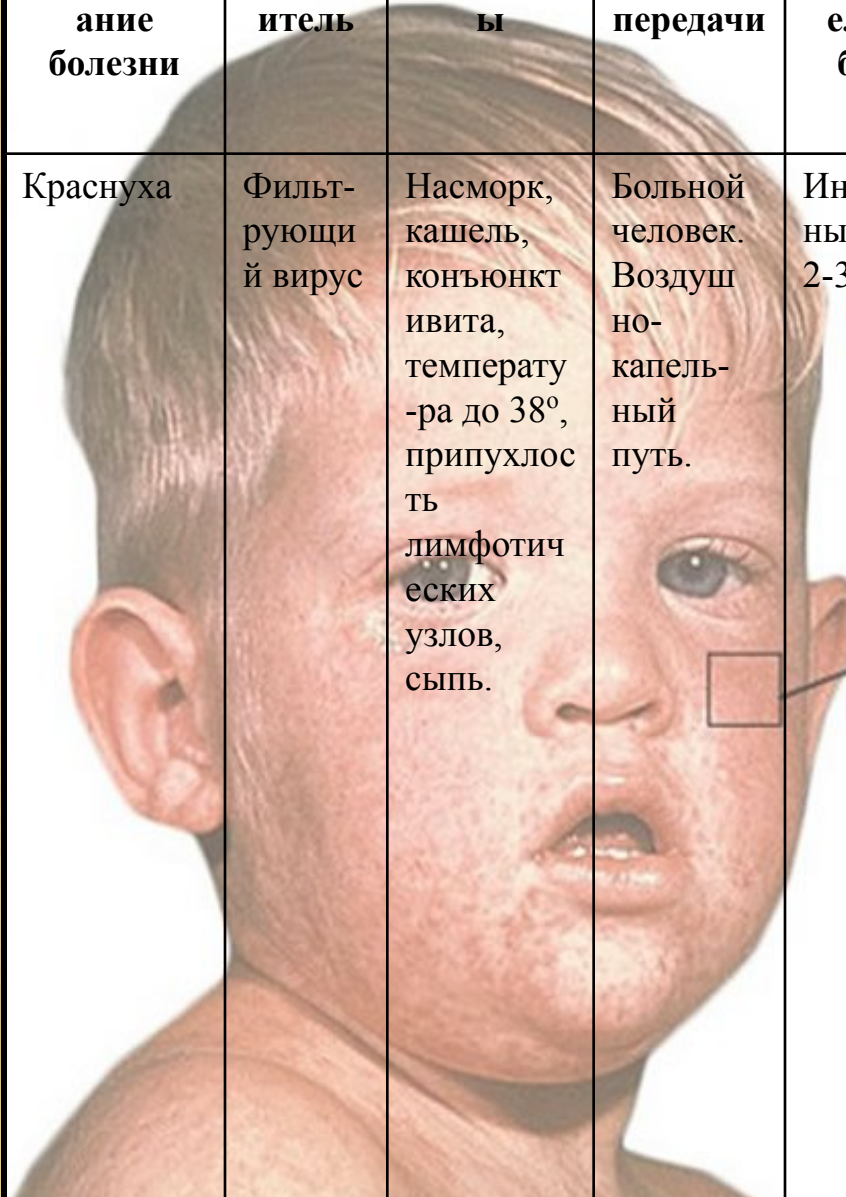 ание
болезни
итель
ы
передачи
Краснуха
Фильт-
рующи
й вирус
Насморк,
кашель,
конъюнкт
ивита,
температу
-ра до 38º,
припухлос
ть
лимфотич
еских
узлов,
сыпь.
Больной
человек.
Воздуш
но-
капель-
ный
путь.
Ин
ны
2-3